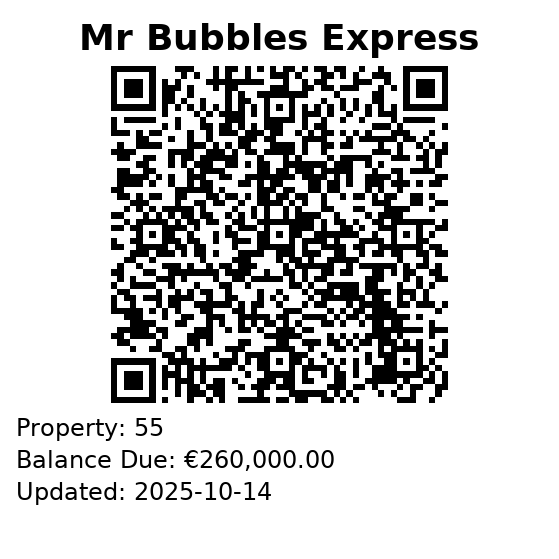 Mr Bubbles Express
Property: 55
Balance Due: €260,000.00
Updated: 2025-10-14